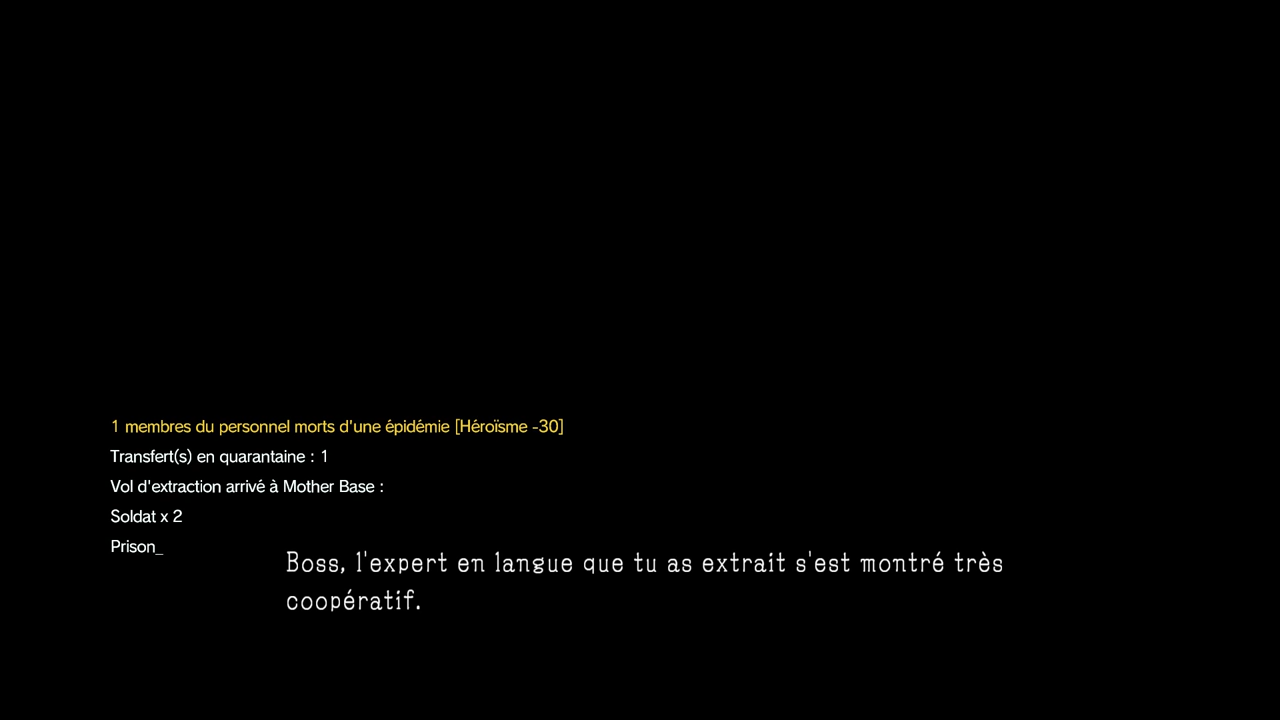 1 membres du personnel morts d'une épidémie [Héroïsme -30]
Transfert(s) en quarantaine : 1
Vol d'extraction arrivé à Mother Base :
Soldat x 2
Prison_
Boss, l'expert en langue que tu as extrait s'est montré très
coopératif.